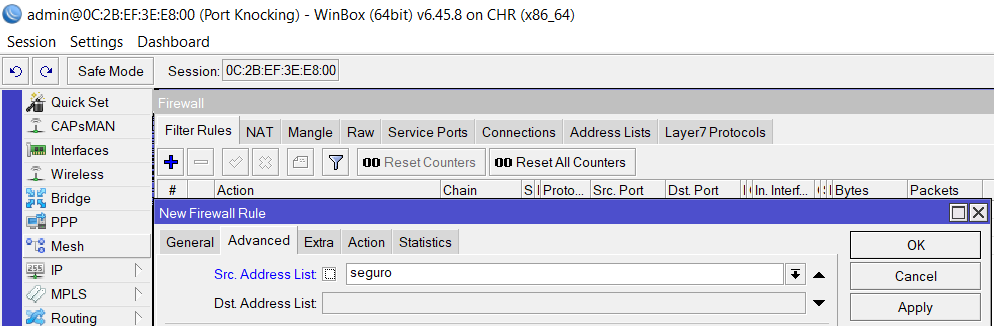 admin@0C:2B:EF:3E:E8:00 (Port Knocking) - WinBox (64bit) v6.45.8 on CHR (x86_64)
Session Settings Dashboard
Safe Mode Session: 0C:2B:EF:3E:E8:00
Quick Set
CAPsMAN
Interfaces
Wireless
Bridge
PPP
Mesh
IP
MPLS
Routing
Firewall
Filter Rules NAT Mangle Raw Service Ports Connections Address Lists Layer7 Protocols
00 Reset Counters 00 Reset All Counters
# Action Chain S Proto... Src. Port Dst. Port In. Interf... Bytes Packets
New Firewall Rule
General Advanced Extra Action Statistics
Src. Address List: seguro
Dst. Address List:
OK
Cancel
Apply